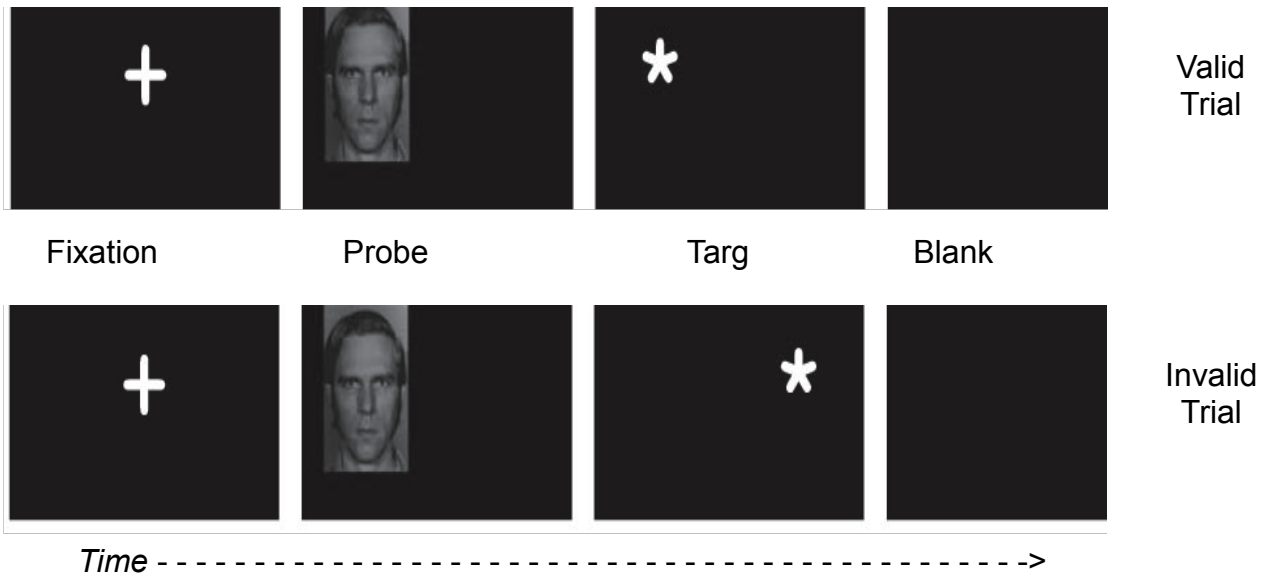 Valid
Trial
Fixation Probe Targ Blank
Invalid
Trial
Time - - - - - - - - - - - - - - - - - - - - - - - - - - - - - - - - - - - - - - - - - - - - - ->